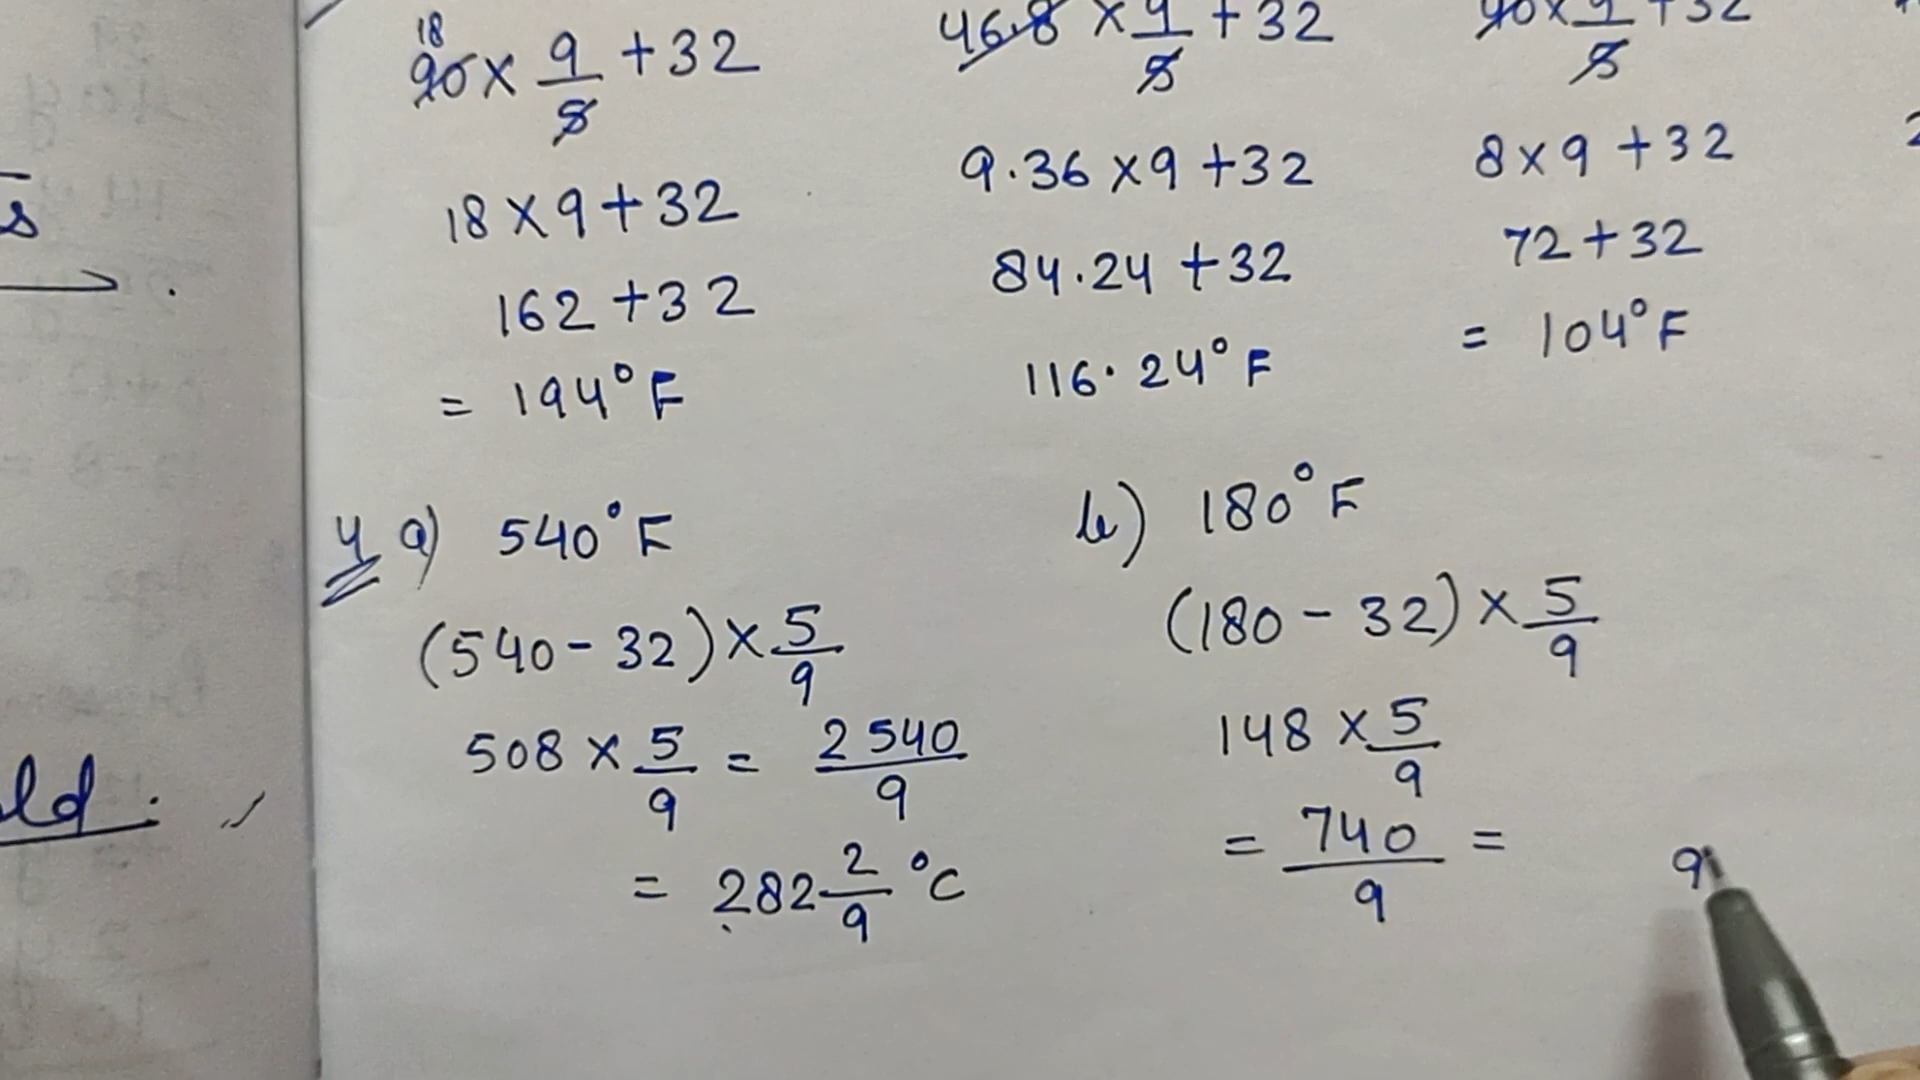 18
90 × 9/5 + 32
18 × 9 + 32
162 + 32
= 194°F
46.8 × 9/5 + 32
9.36 × 9 + 32
84.24 + 32
116.24°F
40 × 9/5 + 32
8 × 9 + 32
72 + 32
= 104°F
4 a) 540°F
(540 - 32) × 5/9
508 × 5/9 = 2540/9
= 282 2/9 °C
b) 180°F
(180 - 32) × 5/9
148 × 5/9
= 740/9 =
9
ld.